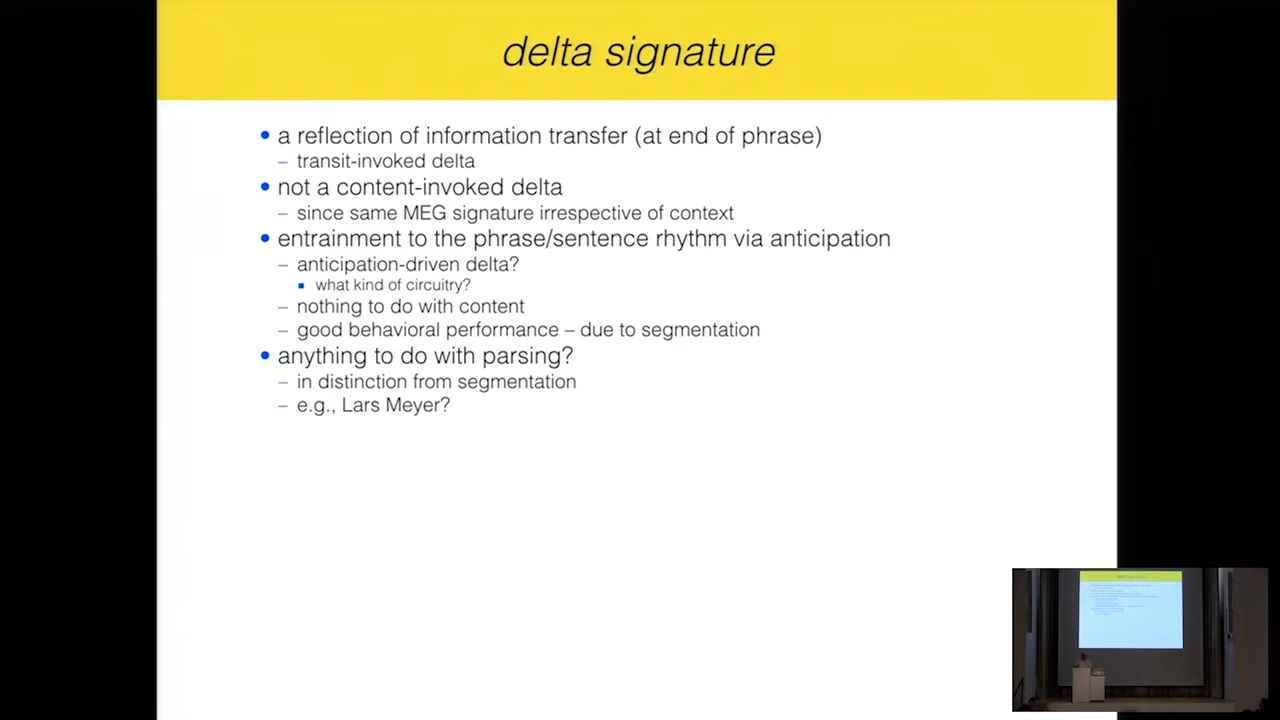 delta signature
• a reflection of information transfer (at end of phrase)
– transit-invoked delta
• not a content-invoked delta
– since same MEG signature irrespective of context
• entrainment to the phrase/sentence rhythm via anticipation
– anticipation-driven delta?
▪ what kind of circuitry?
– nothing to do with content
– good behavioral performance – due to segmentation
• anything to do with parsing?
– in distinction from segmentation
– e.g., Lars Meyer?
delta signature